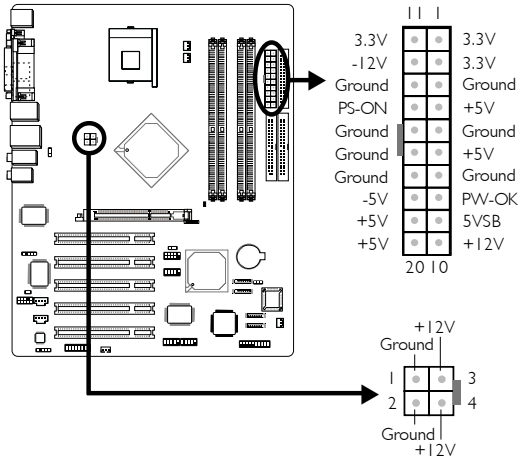 11 1
3.3V 3.3V
-12V 3.3V
Ground Ground
PS-ON +5V
Ground Ground
Ground +5V
Ground Ground
-5V PW-OK
+5V 5VSB
+5V +12V
20 10
+12V
Ground
1 3
2 4
Ground
+12V